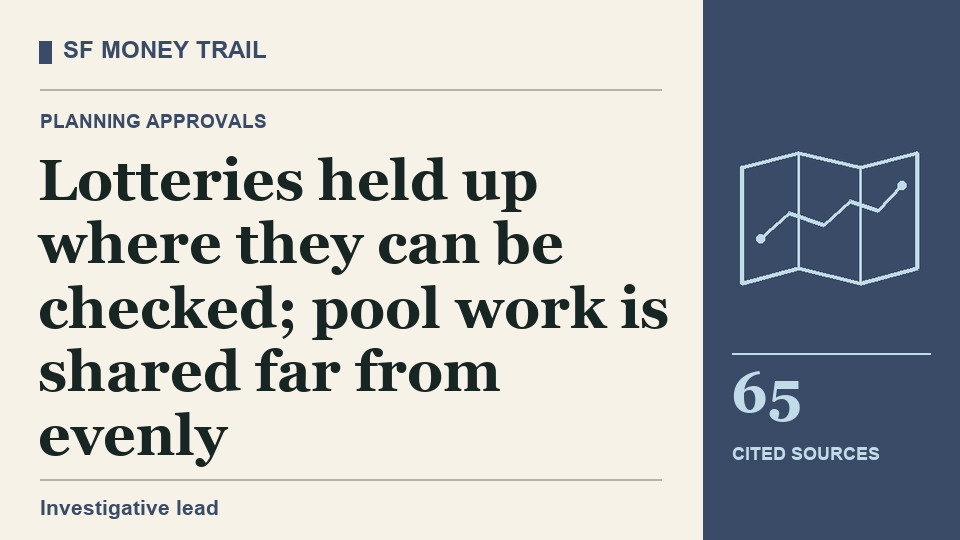 SF MONEY TRAIL
PLANNING APPROVALS
Lotteries held up
where they can be
checked; pool work is
shared far from
evenly
Investigative lead
65
CITED SOURCES